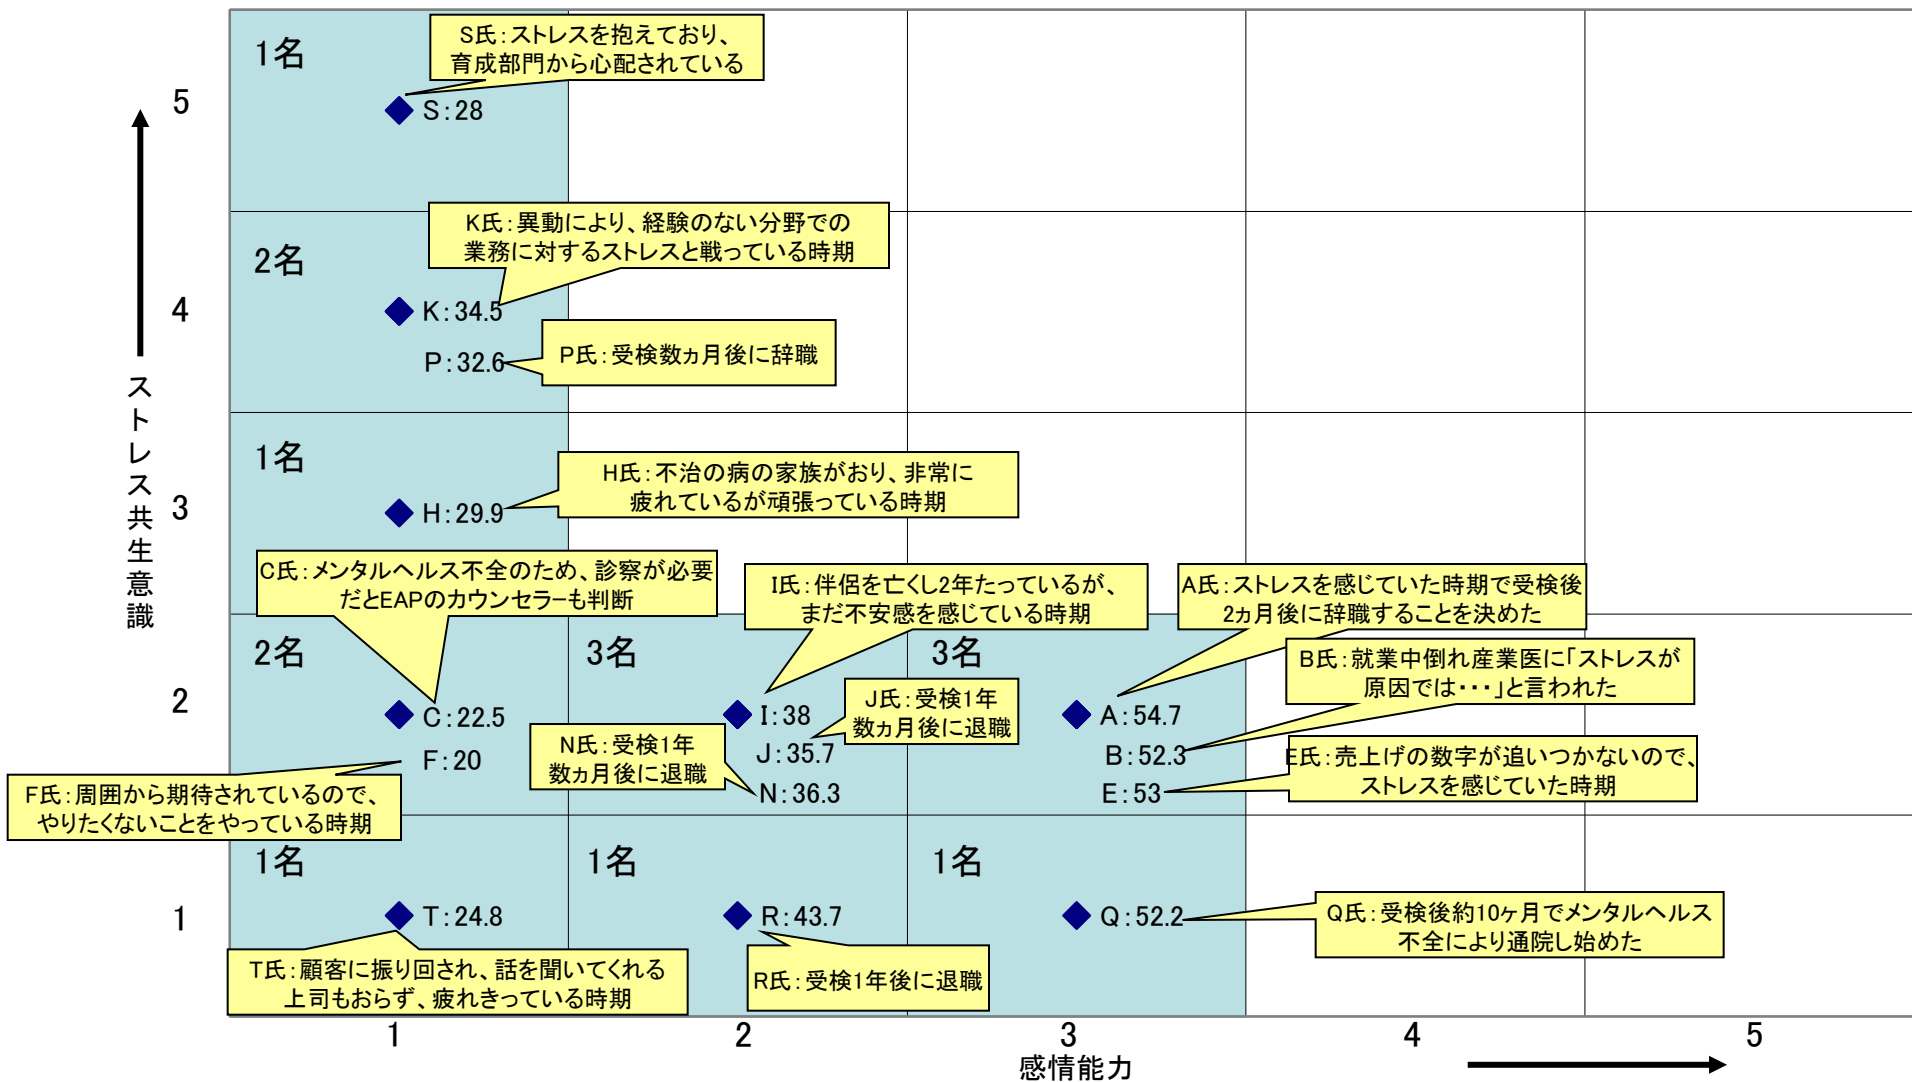 1名
S氏：ストレスを抱えており、
育成部門から心配されている
5
S：28
K氏：異動により、経験のない分野での
業務に対するストレスと戦っている時期
2名
4
K：34.5
P：32.6
P氏：受検数ヵ月後に辞職
ストレス共生意識
1名
H氏：不治の病の家族がおり、非常に
疲れているが頑張っている時期
3
H：29.9
C氏：メンタルヘルス不全のため、診察が必要
だとEAPのカウンセラーも判断
I氏：伴侶を亡くし2年たっているが、
まだ不安感を感じている時期
A氏：ストレスを感じていた時期で受検後
2ヵ月後に辞職することを決めた
2名
3名
3名
B氏：就業中倒れ産業医に「ストレスが
原因では・・・」と言われた
2
C：22.5
F：20
I：38
J：35.7
N：36.3
J氏：受検1年
数ヵ月後に退職
N氏：受検1年
数ヵ月後に退職
A：54.7
B：52.3
E：53
E氏：売上げの数字が追いつかないので、
ストレスを感じていた時期
F氏：周囲から期待されているので、
やりたくないことをやっている時期
1名
1名
1名
1
T：24.8
R：43.7
Q：52.2
Q氏：受検後約10ヶ月でメンタルヘルス
不全により通院し始めた
T氏：顧客に振り回され、話を聞いてくれる
上司もおらず、疲れきっている時期
R氏：受検1年後に退職
1
2
3
4
5
感情能力